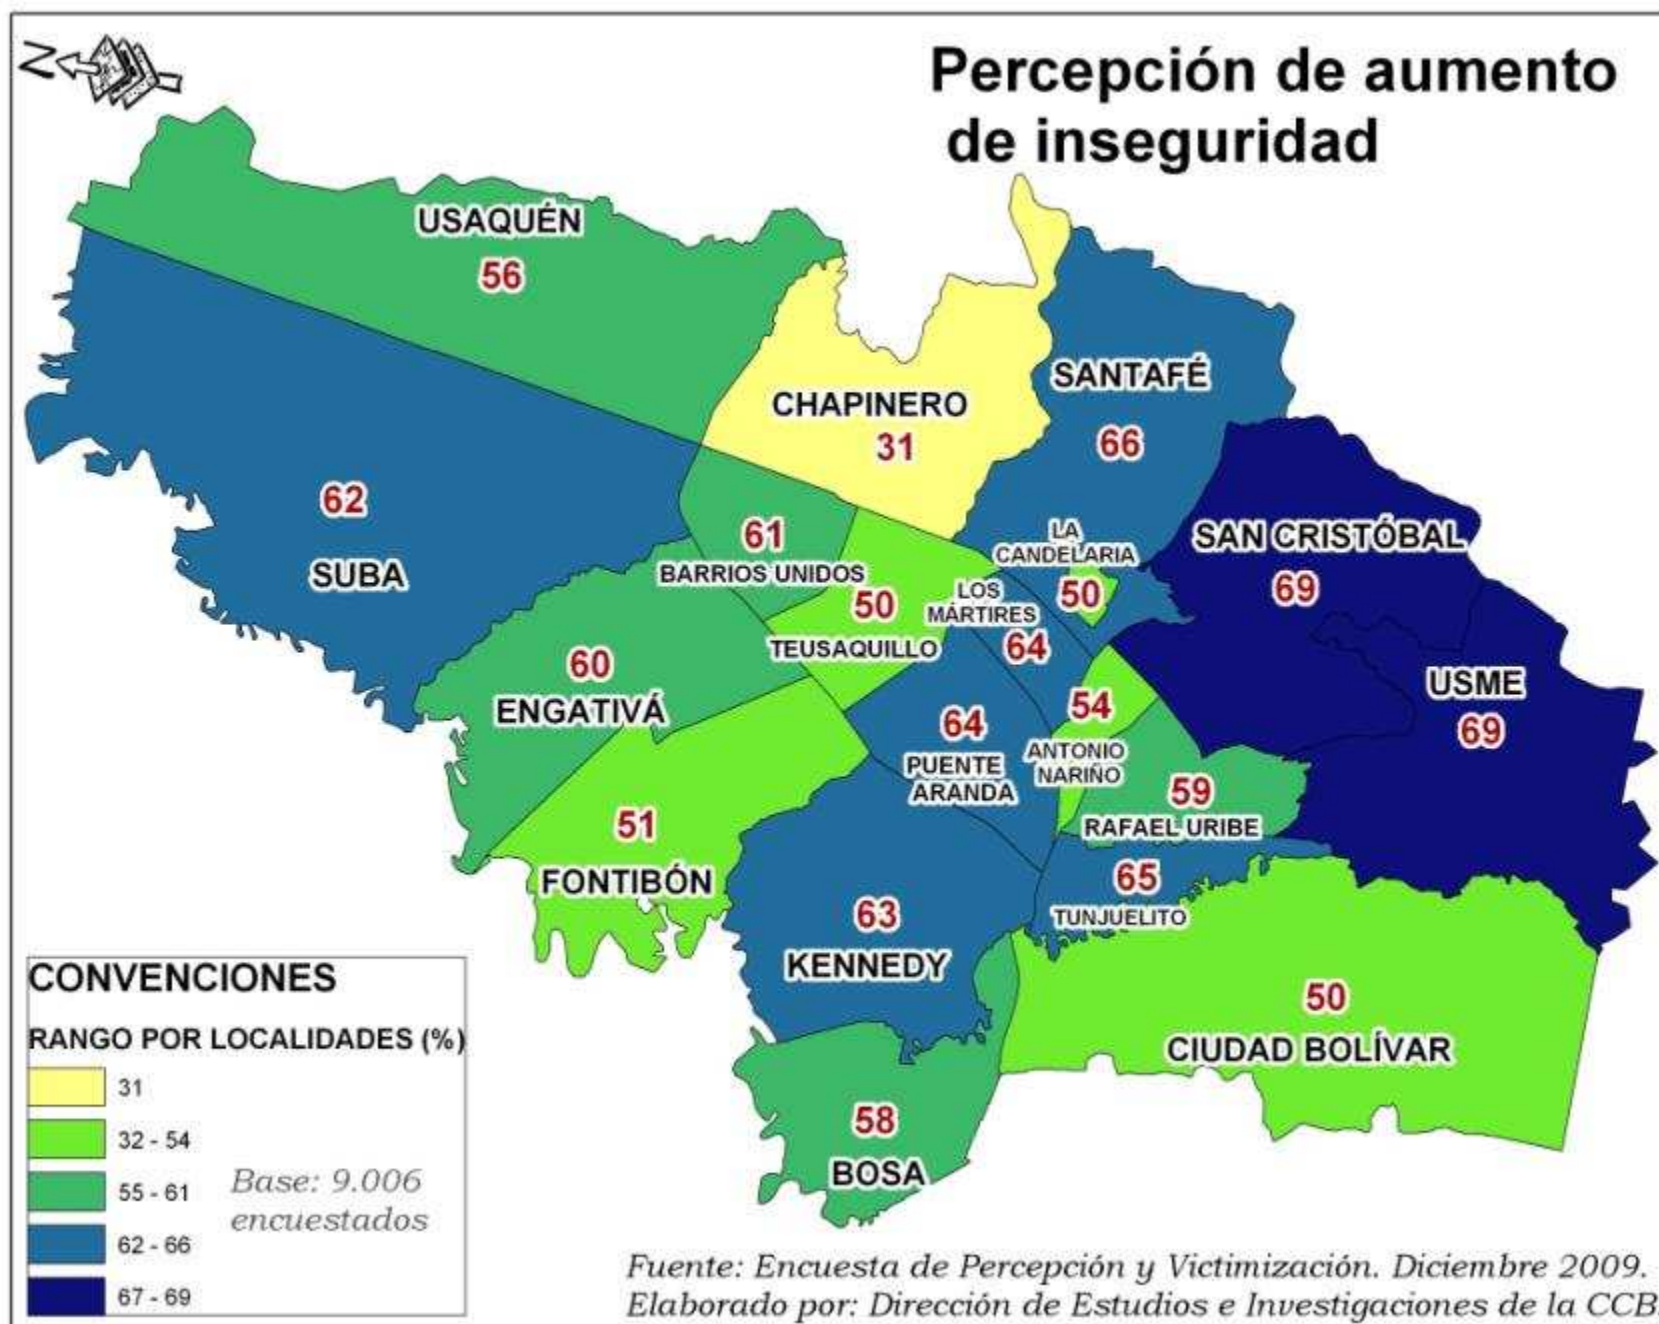 N
Percepción de aumento
de inseguridad
USAQUÉN
56
CHAPINERO
31
SANTAFÉ
66
62
SUBA
61
BARRIOS UNIDOS
50
TEUSAQUILLO
LA
CANDELARIA
50
LOS
MÁRTIRES
64
SAN CRISTÓBAL
69
USME
69
60
ENGATIVÁ
64
PUENTE
ARANDA
54
ANTONIO
NARIÑO
59
RAFAEL URIBE
51
FONTIBÓN
65
TUNJUELITO
63
KENNEDY
50
CIUDAD BOLÍVAR
58
BOSA
CONVENCIONES
RANGO POR LOCALIDADES (%)
31
32 - 54
55 - 61
62 - 66
67 - 69
Base: 9.006
encuestados
Fuente: Encuesta de Percepción y Victimización. Diciembre 2009.
Elaborado por: Dirección de Estudios e Investigaciones de la CCB.